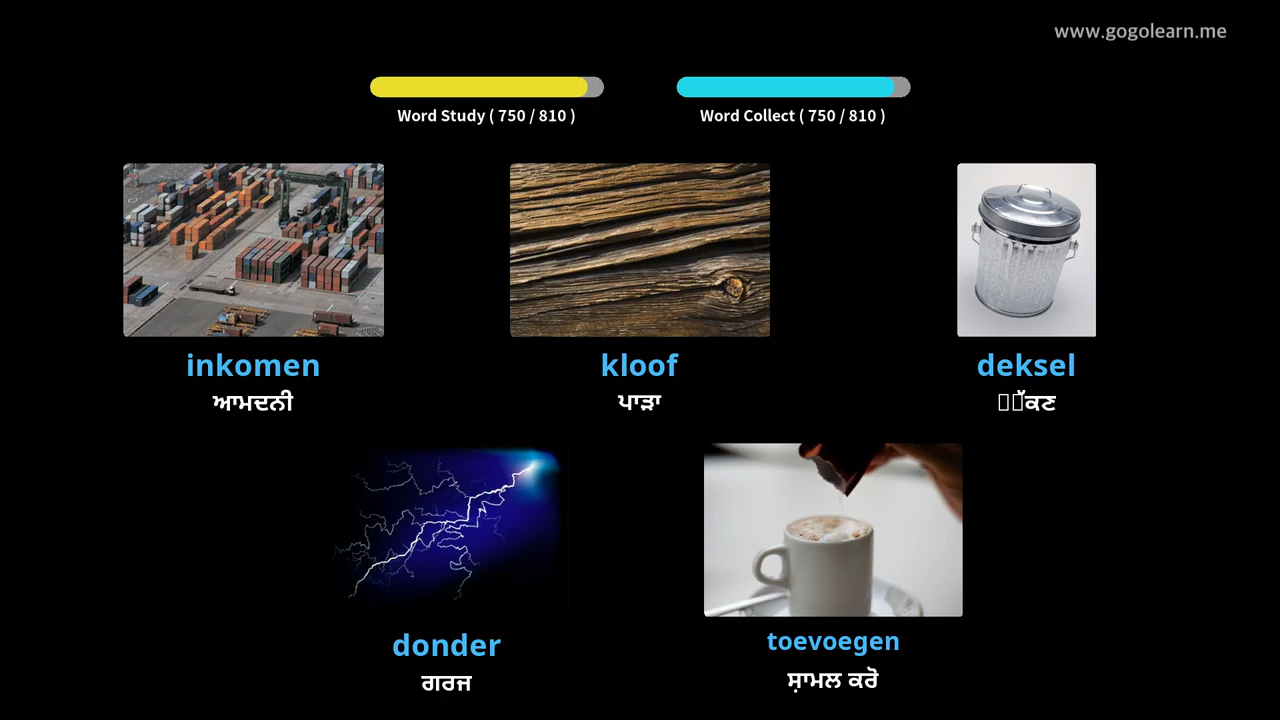 www.gogolearn.me
Word Study ( 750 / 810 )
Word Collect ( 750 / 810 )
inkomen
ਆਮਦਨੀ
kloof
ਪਾੜਾ
deksel
donder
ਗਰਜ
toevoegen
ਸ਼ਾਮਲ ਕਰੋ